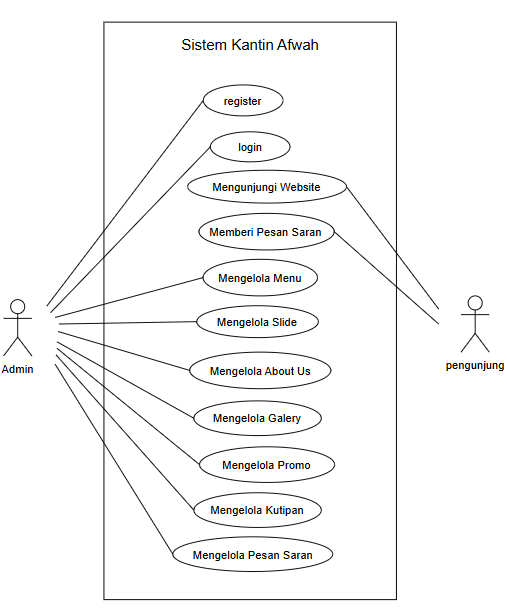 Sistem Kantin Afwah
register
login
Mengunjungi Website
Memberi Pesan Saran
Mengelola Menu
Mengelola Slide
Mengelola About Us
Mengelola Galery
Mengelola Promo
Mengelola Kutipan
Mengelola Pesan Saran
Admin
pengunjung